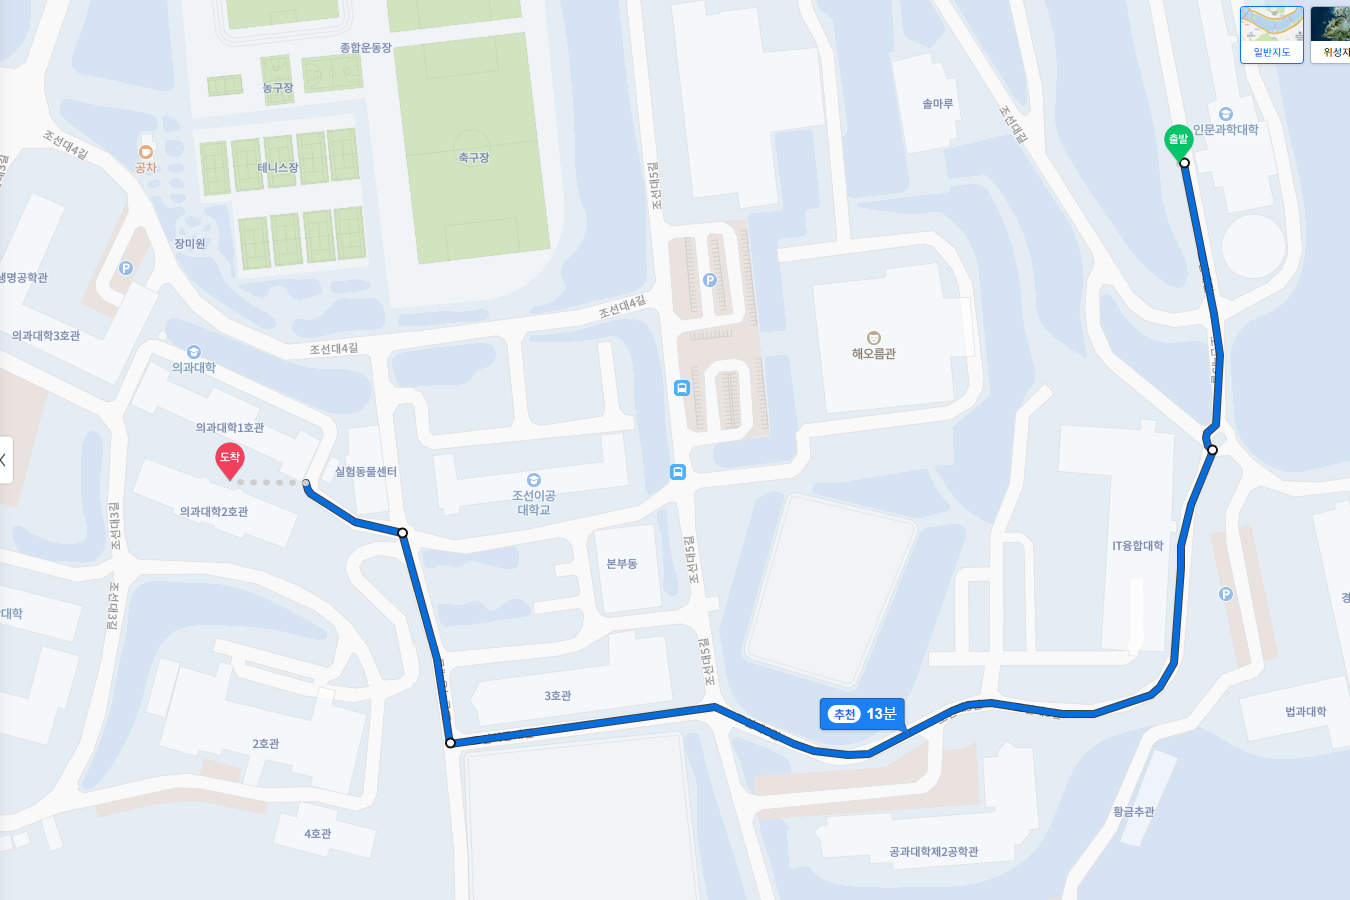 종합운동장
일반지도
위성지
농구장
솔마루
조선대길
출발
인문과학대학
조선대4길
공차
테니스장
축구장
조선대5길
장미원
P
P
생명공학관
조선대4길
의과대학3호관
조선대4길
의과대학
해오름관
의과대학1호관
도착
실험동물센터
조선이공
대학교
의과대학2호관
조선대3길
조선대5길
IT융합대학
본부동
P
조선대3길
대학
조선대5길
3호관
추천 13분
법과대학
2호관
황금추관
4호관
공과대학제2공학관